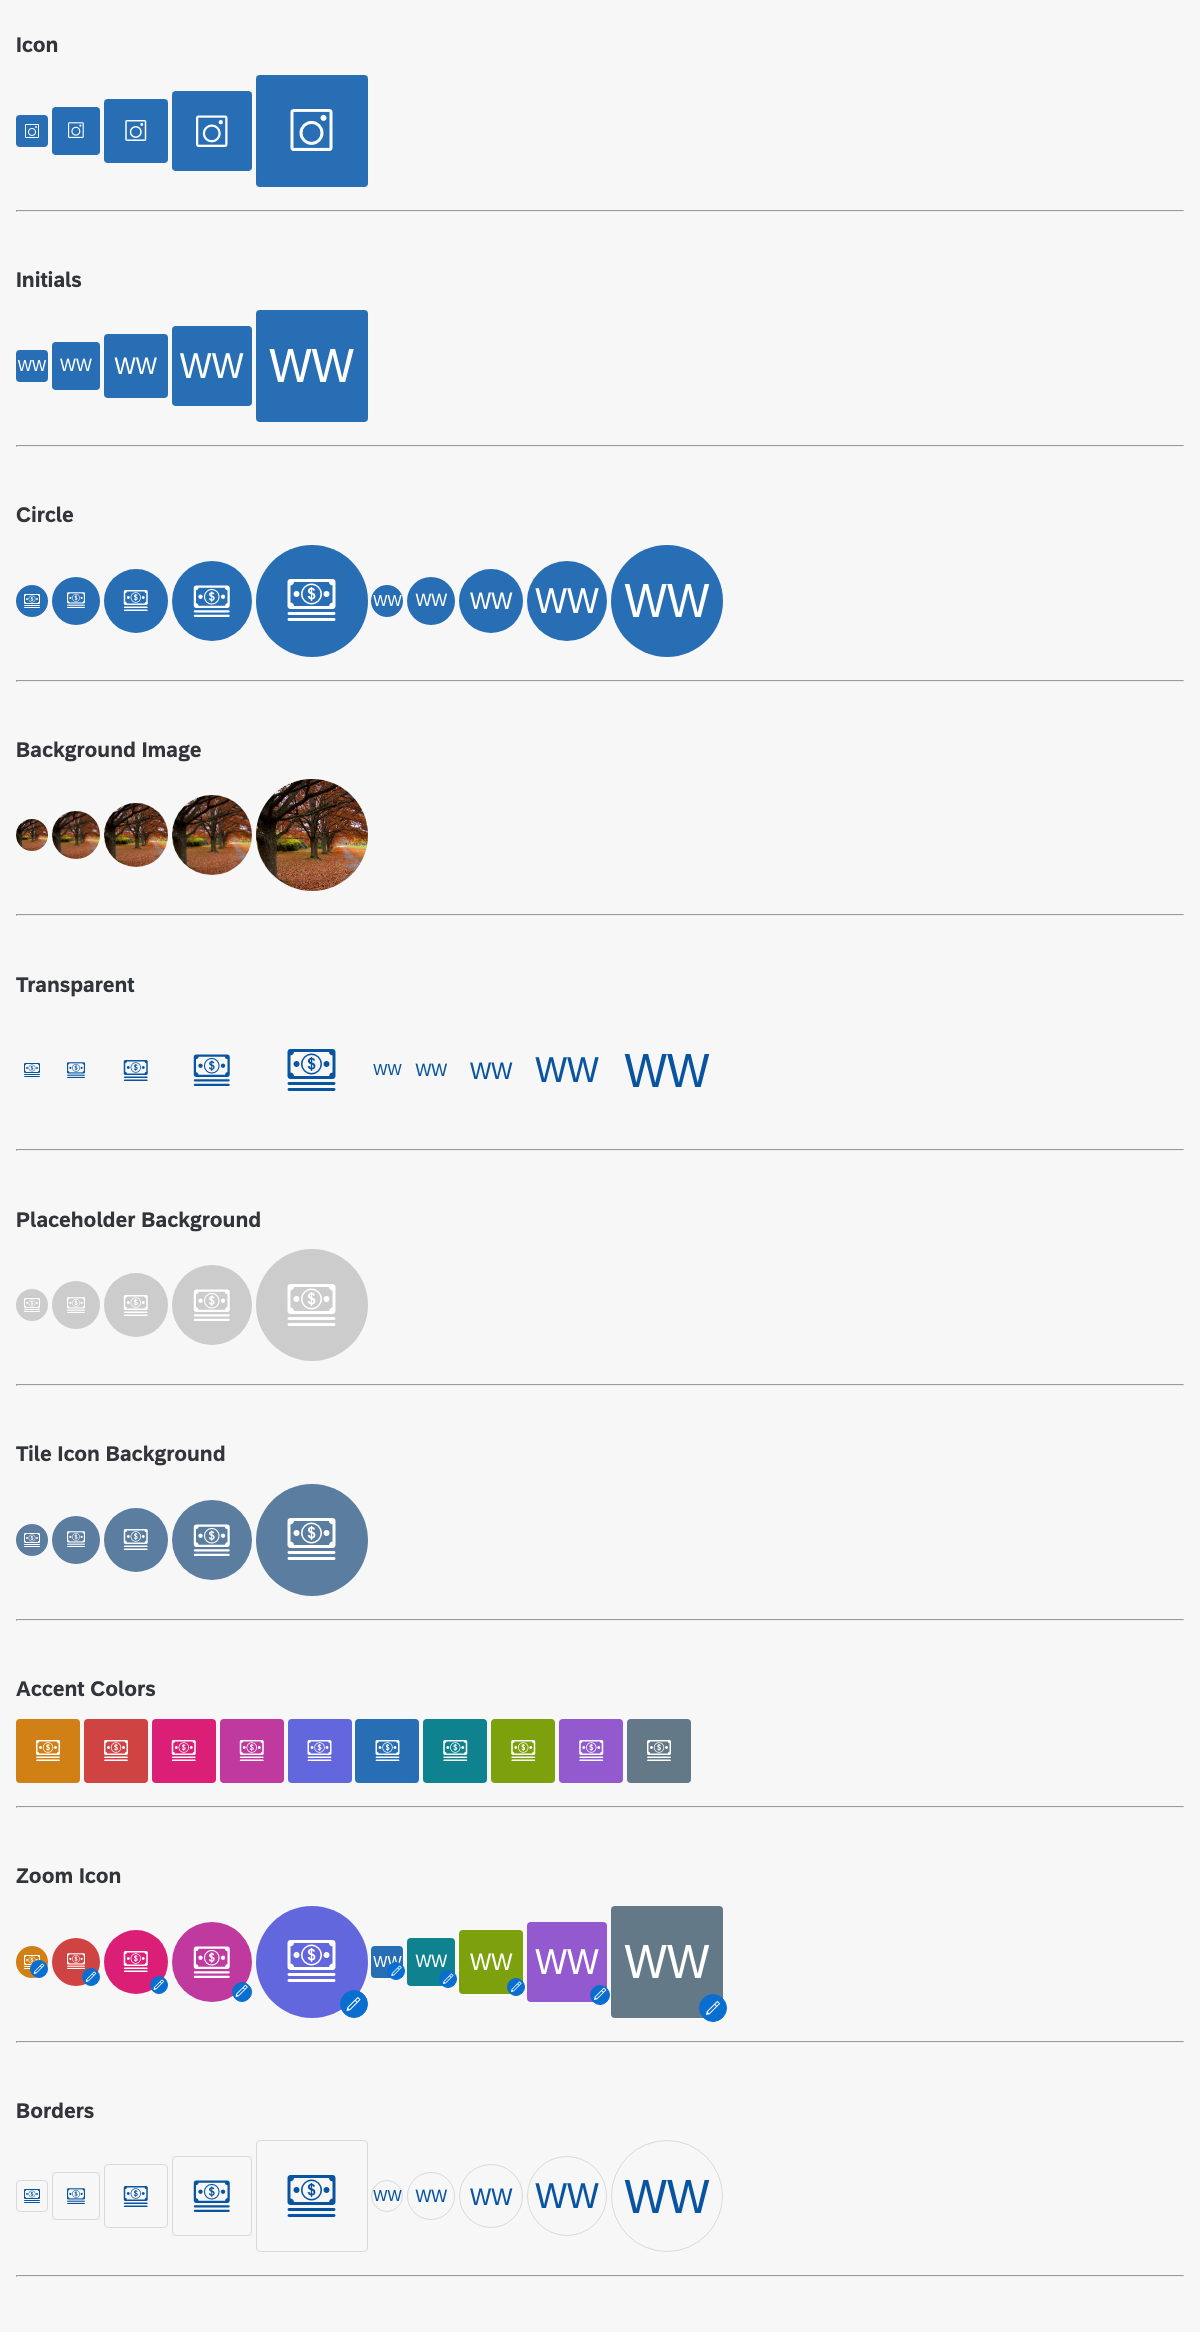 Icon
Initials
WW WW WW WW WW
Circle
$ $ $ $ $ WW WW WW WW WW
Background Image
Transparent
$ $ $ $ $ WW WW WW WW WW
Placeholder Background
$ $ $ $ $
Tile Icon Background
$ $ $ $ $
Accent Colors
$ $ $ $ $ $ $ $ $ $
Zoom Icon
$ $ $ $ $ WW WW WW WW WW
Borders
$ $ $ $ $ WW WW WW WW WW